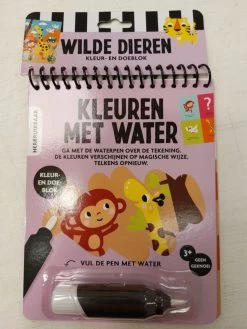 WILDE DIEREN
KLEUR- EN DOEBLOK
KLEUREN
MET WATER
HERBRUIKBAAR
GA MET DE WATERPEN OVER DE TEKENING.
DE KLEUREN VERSCHIJNEN OP MAGISCHE WIJZE,
TELKENS OPNIEUW.
KLEUR-
EN DOE-
BLOK
?
VUL DE PEN MET WATER
3+
GEEN
GEKNOEI